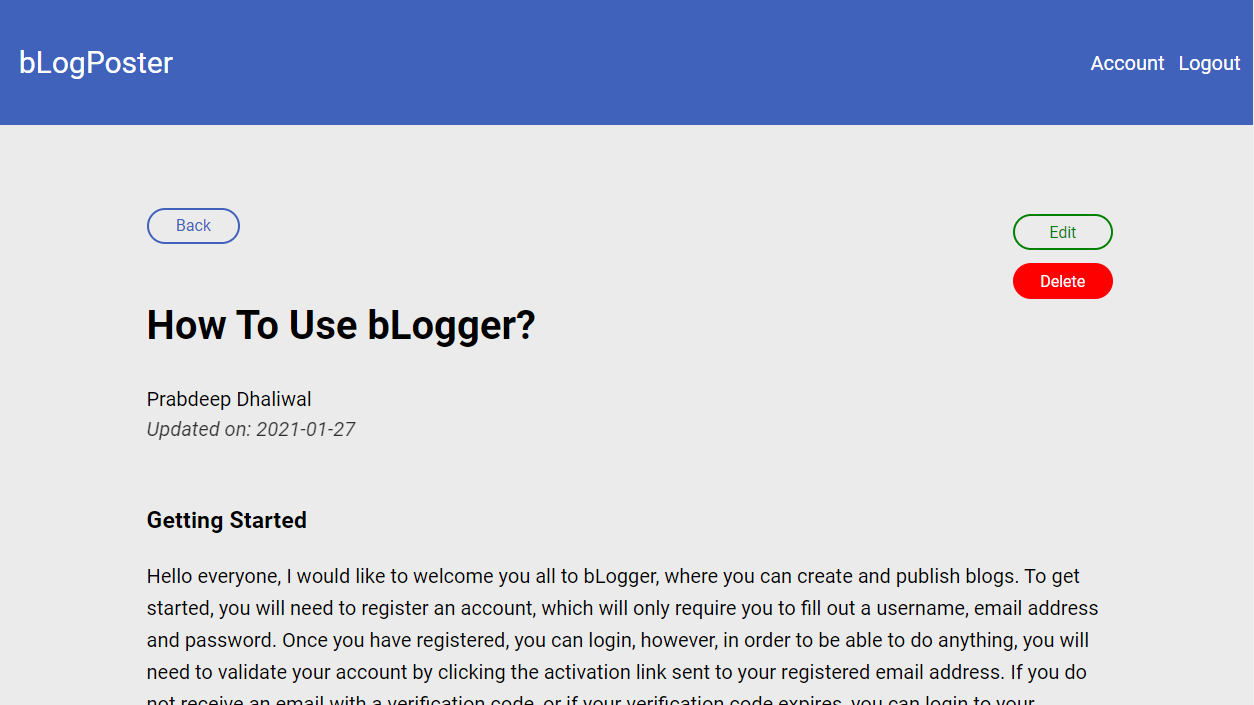 bLogPoster
Account Logout
Back
Edit
Delete
How To Use bLogger?
Prabdeep Dhaliwal
Updated on: 2021-01-27
Getting Started
Hello everyone, I would like to welcome you all to bLogger, where you can create and publish blogs. To get
started, you will need to register an account, which will only require you to fill out a username, email address
and password. Once you have registered, you can login, however, in order to be able to do anything, you will
need to validate your account by clicking the activation link sent to your registered email address. If you do
not receive an email with a verification code, or if your verification code expires, you can login to your